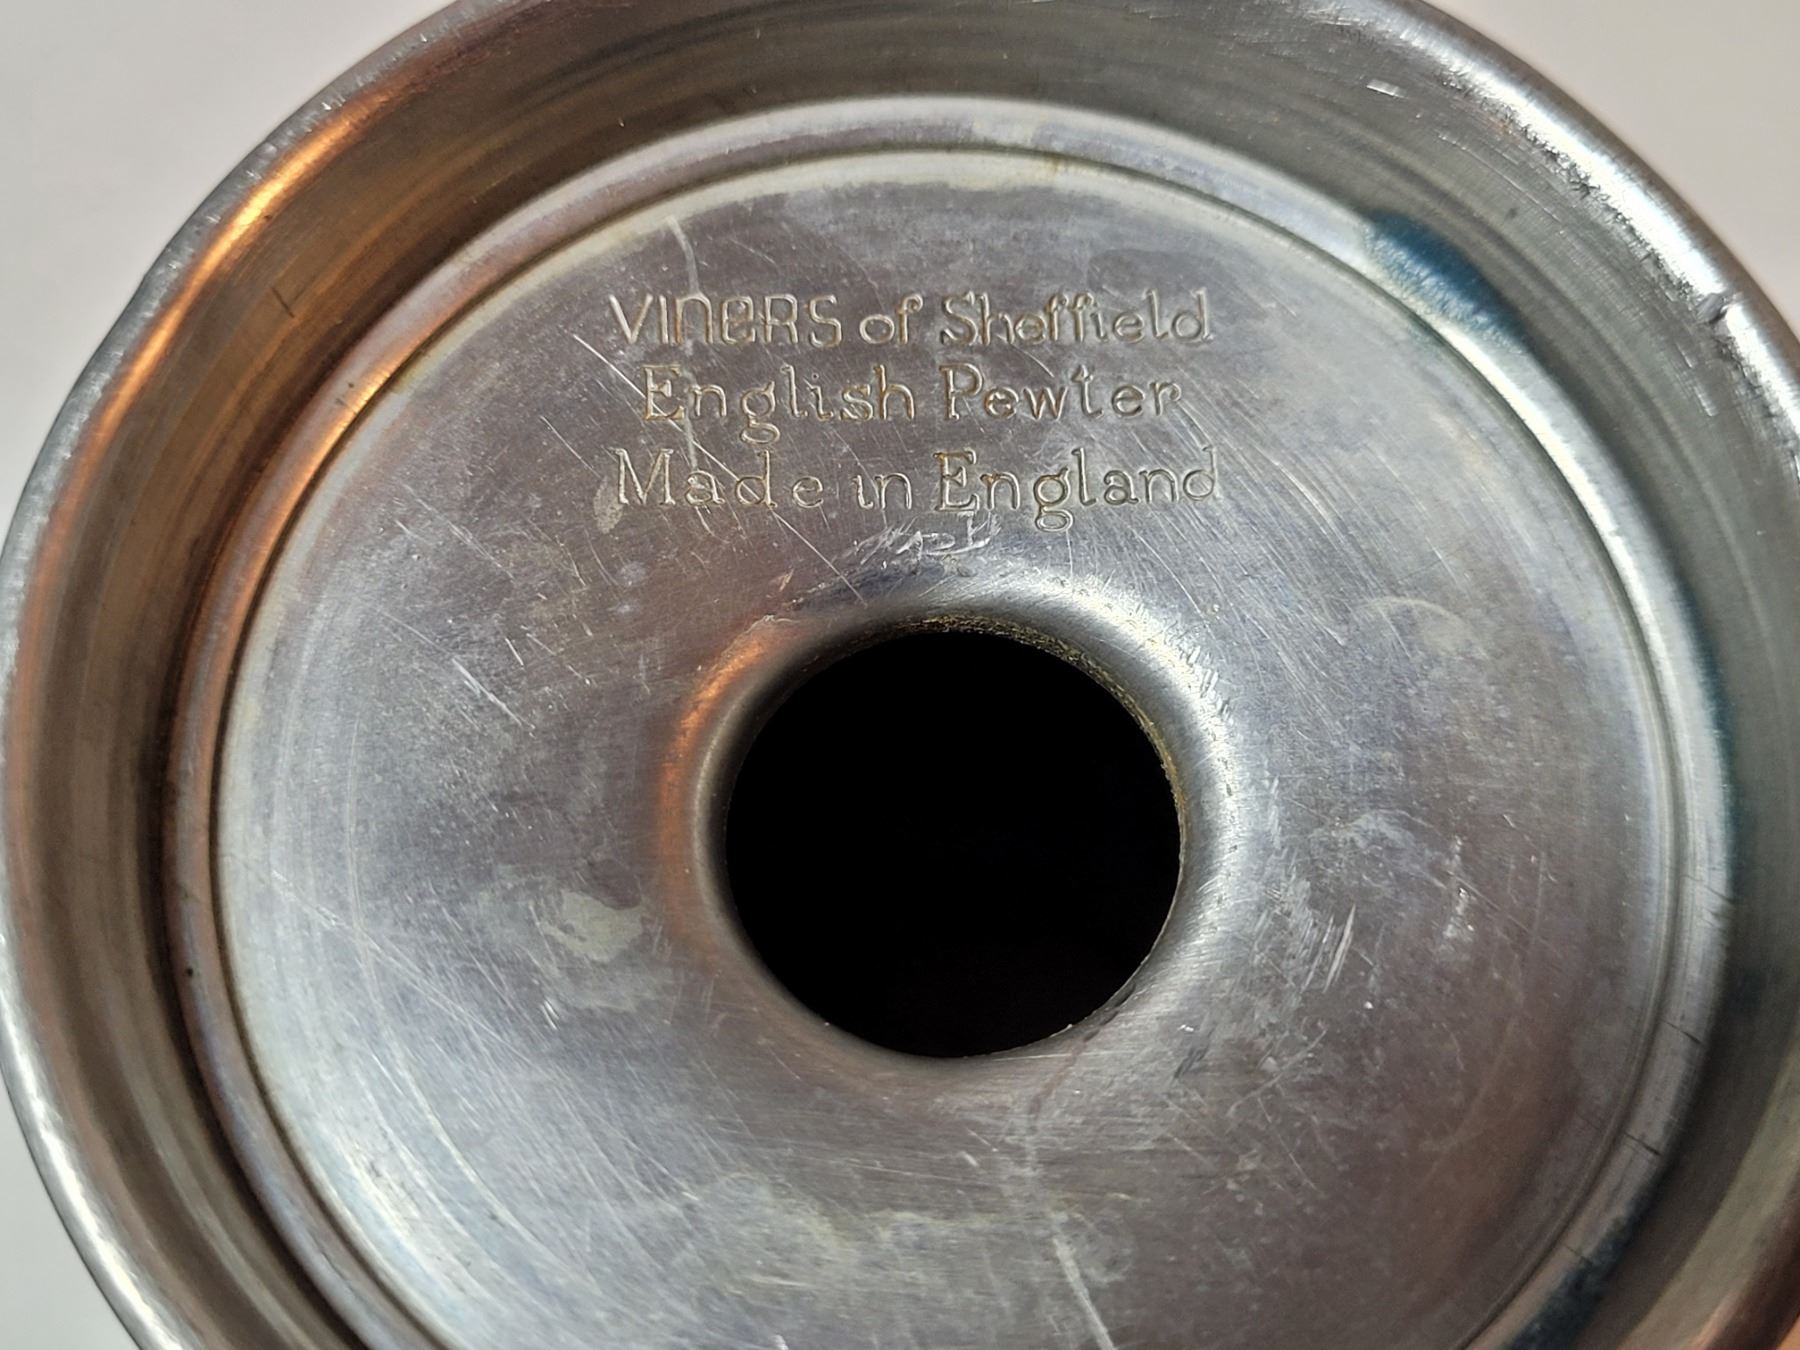 VINERS of Sheffield
English Pewter
Made in England